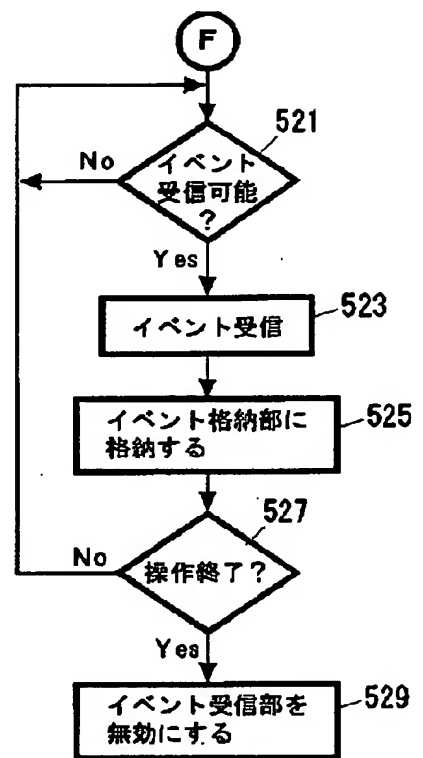 F
521
No
イベント
受信可能
?
Yes
イベント受信
523
イベント格納部に
格納する
525
527
No
操作終了?
Yes
イベント受信部を
無効にする
529